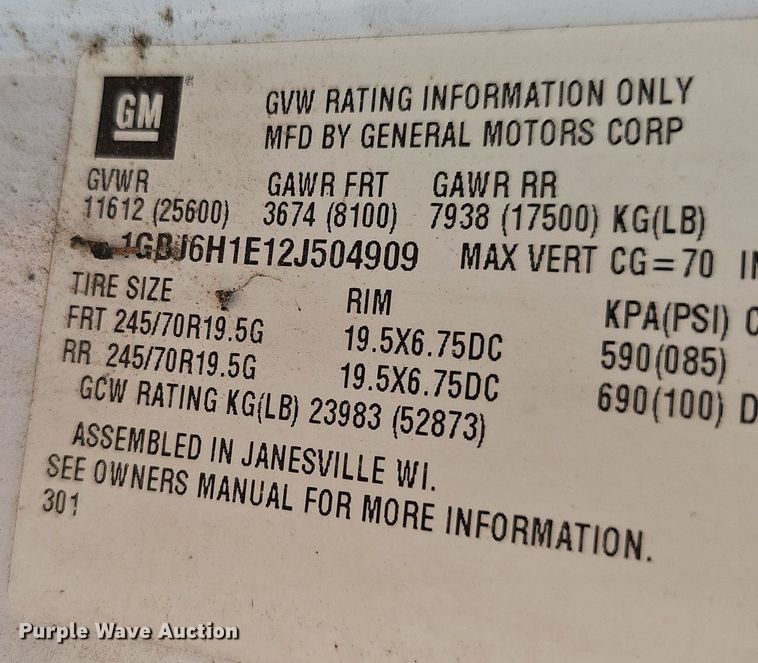 GM ®
GVW RATING INFORMATION ONLY
MFD BY GENERAL MOTORS CORP
GVWR GAWR FRT GAWR RR
11612 (25600) 3674 (8100) 7938 (17500) KG(LB)
1GBJ6H1E12J504909 MAX VERT CG=70
TIRE SIZE RIM KPA(PSI)
FRT 245/70R19.5G 19.5X6.75DC 590(085)
RR 245/70R19.5G 19.5X6.75DC 690(100)
GCW RATING KG(LB) 23983 (52873)
ASSEMBLED IN JANESVILLE WI.
SEE OWNERS MANUAL FOR MORE INFORMATION.
301
Purple Wave Auction